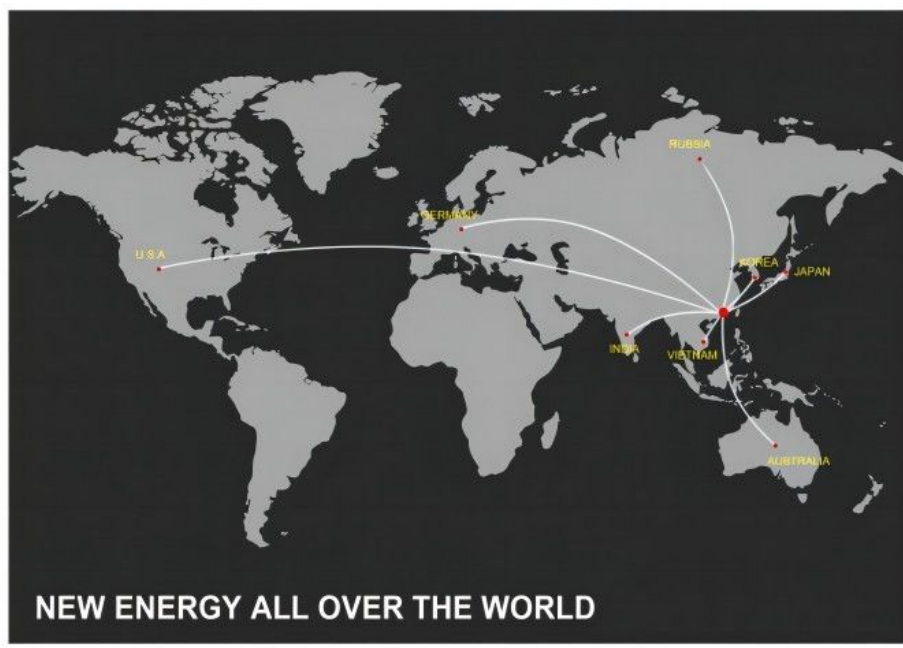 RUSSIA
GERMANY
U.S.A
KOREA
JAPAN
INDIA
VIETNAM
AUSTRALIA
NEW ENERGY ALL OVER THE WORLD